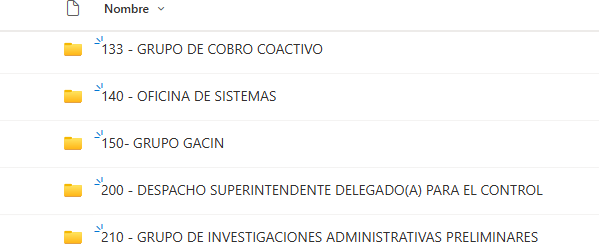 Nombre
133 - GRUPO DE COBRO COACTIVO
140 - OFICINA DE SISTEMAS
150- GRUPO GACIN
200 - DESPACHO SUPERINTENDENTE DELEGADO(A) PARA EL CONTROL
210 - GRUPO DE INVESTIGACIONES ADMINISTRATIVAS PRELIMINARES